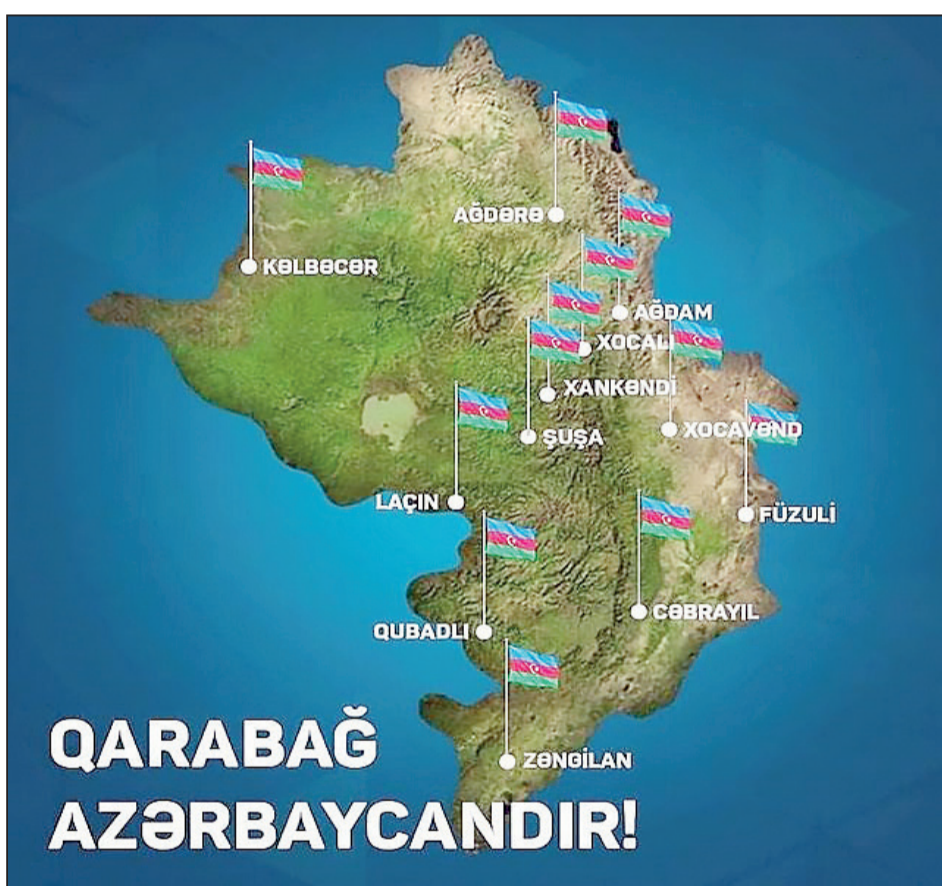 AĞDƏRƏ
KƏLBƏCƏR
AĞDAM
XOCALI
XANKƏNDİ
XOCAVƏND
ŞUŞA
LAÇIN
FÜZULİ
CƏBRAYIL
QUBADLI
ZƏNGİLAN
QARABAĞ
AZƏRBAYCANDIR!